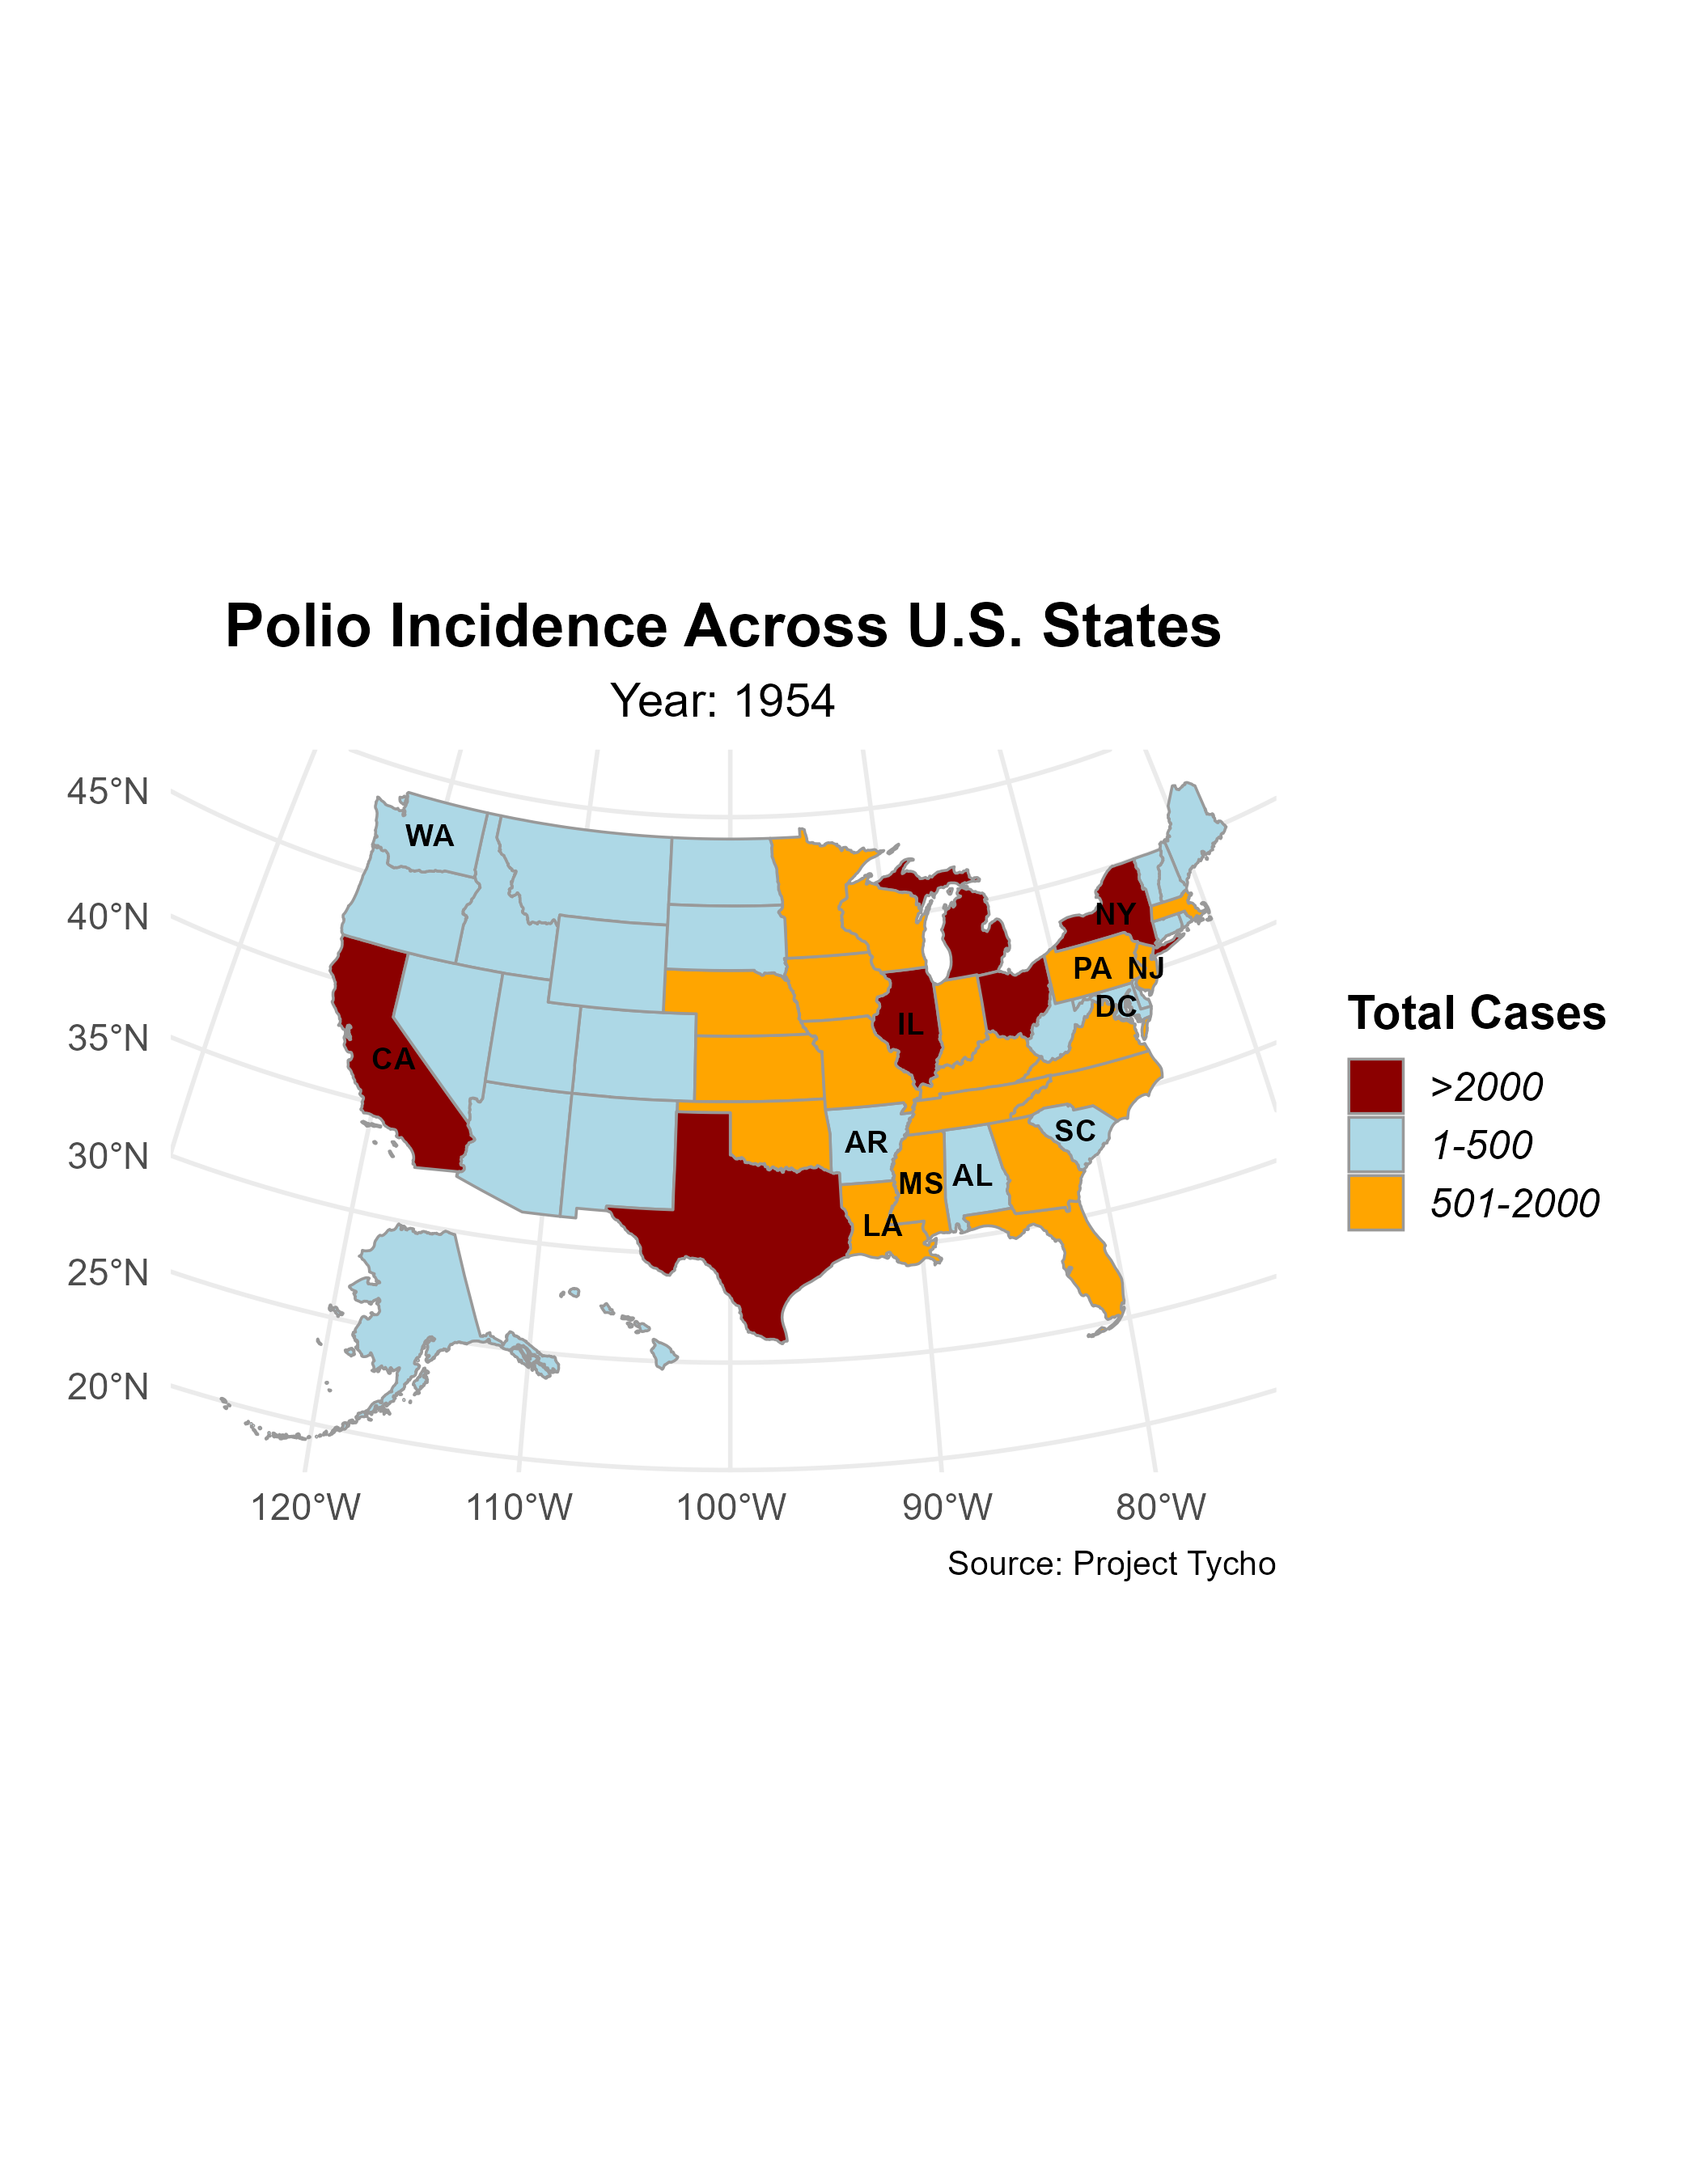 Polio Incidence Across U.S. States
Year: 1954
45°N
40°N
35°N
30°N
25°N
20°N
WA
CA
NY
PA NJ
DC
IL
AR
SC
MS
AL
LA
120°W 110°W 100°W 90°W 80°W
Source: Project Tycho
Total Cases
>2000
1-500
501-2000